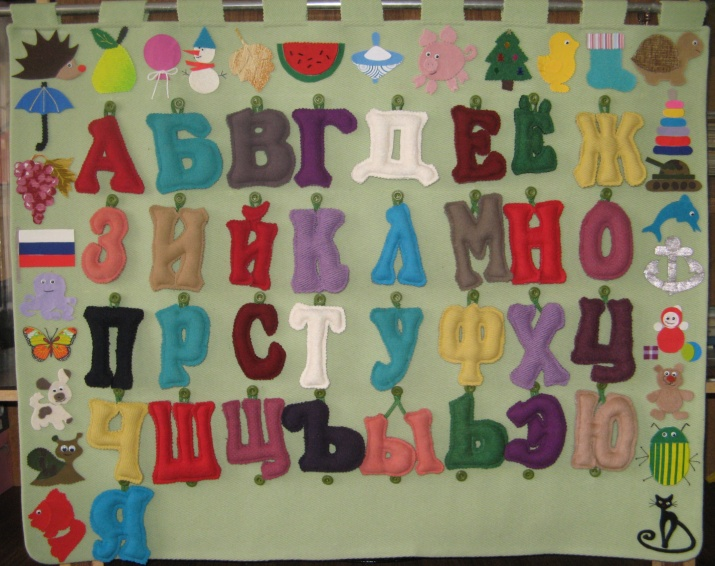 А Б В Г Д Е Ё Ж
З И Й К Л М Н О
П Р С Т У Ф Х Ц
Ч Ш Щ Ъ Ы Ь Э Ю
Я